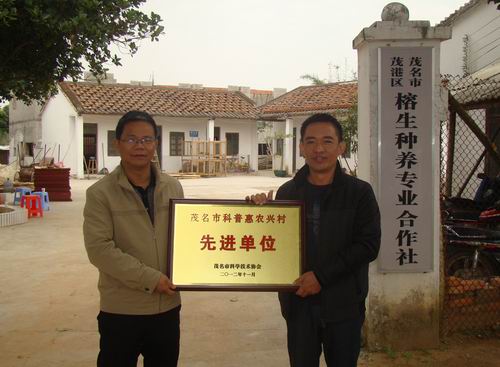 茂名市科普惠农兴村
先进单位
茂名市科学技术协会
二〇一二年十一月
茂名市
茂港区
榕生种养专业合作社